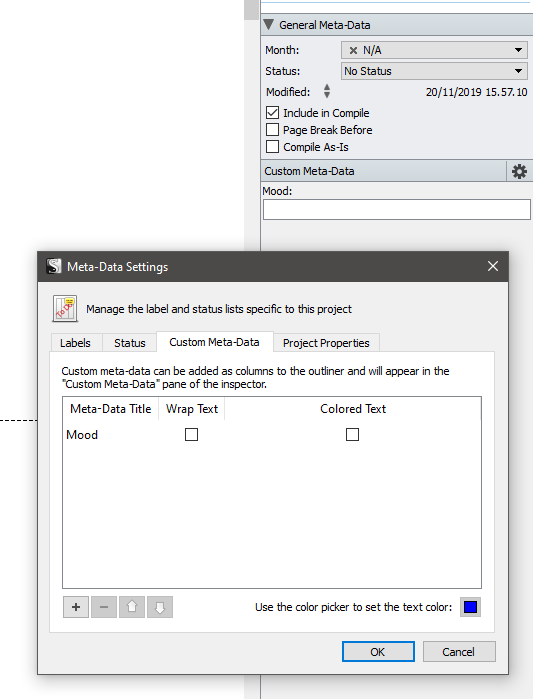 General Meta-Data
Month:
N/A
Status:
No Status
Modified:
20/11/2019 15.57.10
Include in Compile
Page Break Before
Compile As-Is
Custom Meta-Data
Mood:
Meta-Data Settings
Manage the label and status lists specific to this project
Labels
Status
Custom Meta-Data
Project Properties
Custom meta-data can be added as columns to the outliner and will appear in the
"Custom Meta-Data" pane of the inspector.
Meta-Data Title
Wrap Text
Colored Text
Mood
Use the color picker to set the text color:
OK
Cancel